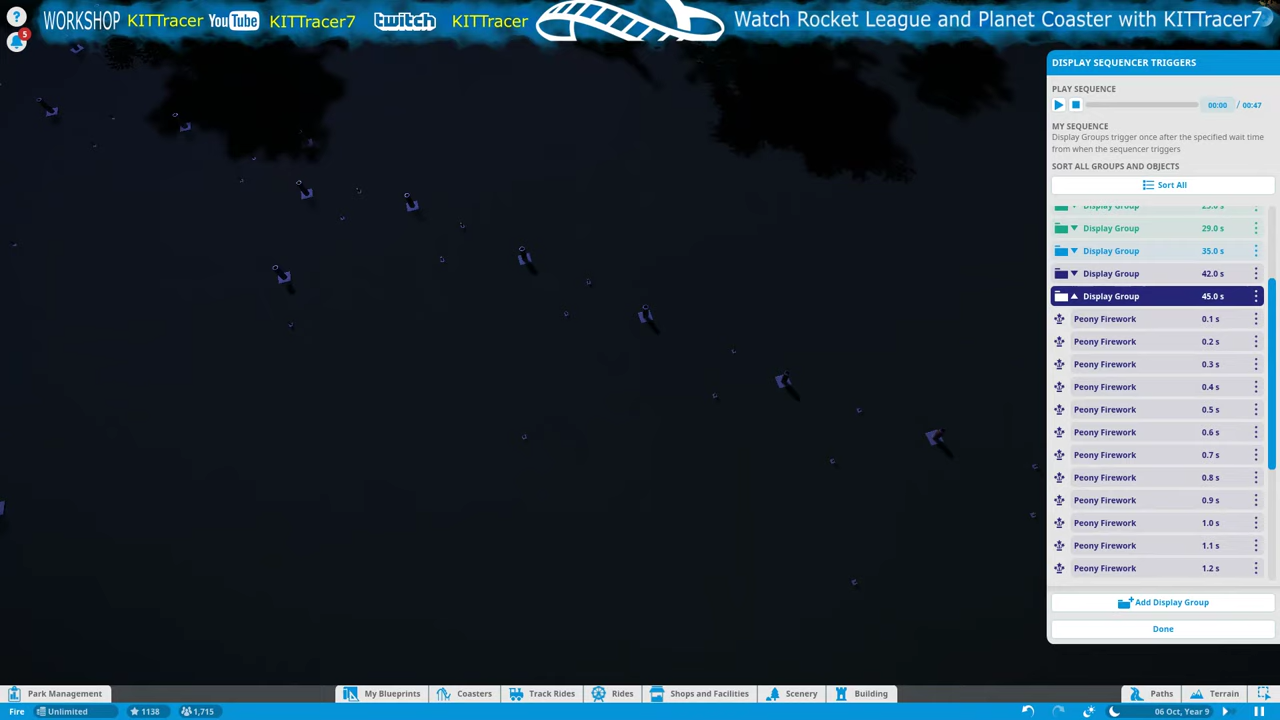 WORKSHOP KITTracer YouTube KITTracer7 twitch KITTracer Watch Rocket League and Planet Coaster with KITTracer7
?
5
DISPLAY SEQUENCER TRIGGERS
PLAY SEQUENCE
00:00 / 00:47
MY SEQUENCE
Display Groups trigger once after the specified wait time
from when the sequencer triggers
SORT ALL GROUPS AND OBJECTS
Sort All
Display Group 29.0 s
Display Group 35.0 s
Display Group 42.0 s
Display Group 45.0 s
Peony Firework 0.1 s
Peony Firework 0.2 s
Peony Firework 0.3 s
Peony Firework 0.4 s
Peony Firework 0.5 s
Peony Firework 0.6 s
Peony Firework 0.7 s
Peony Firework 0.8 s
Peony Firework 0.9 s
Peony Firework 1.0 s
Peony Firework 1.1 s
Peony Firework 1.2 s
Add Display Group
Done
Park Management My Blueprints Coasters Track Rides Rides Shops and Facilities Scenery Building Paths Terrain
Fire Unlimited 1138 1,715 06 Oct, Year 9